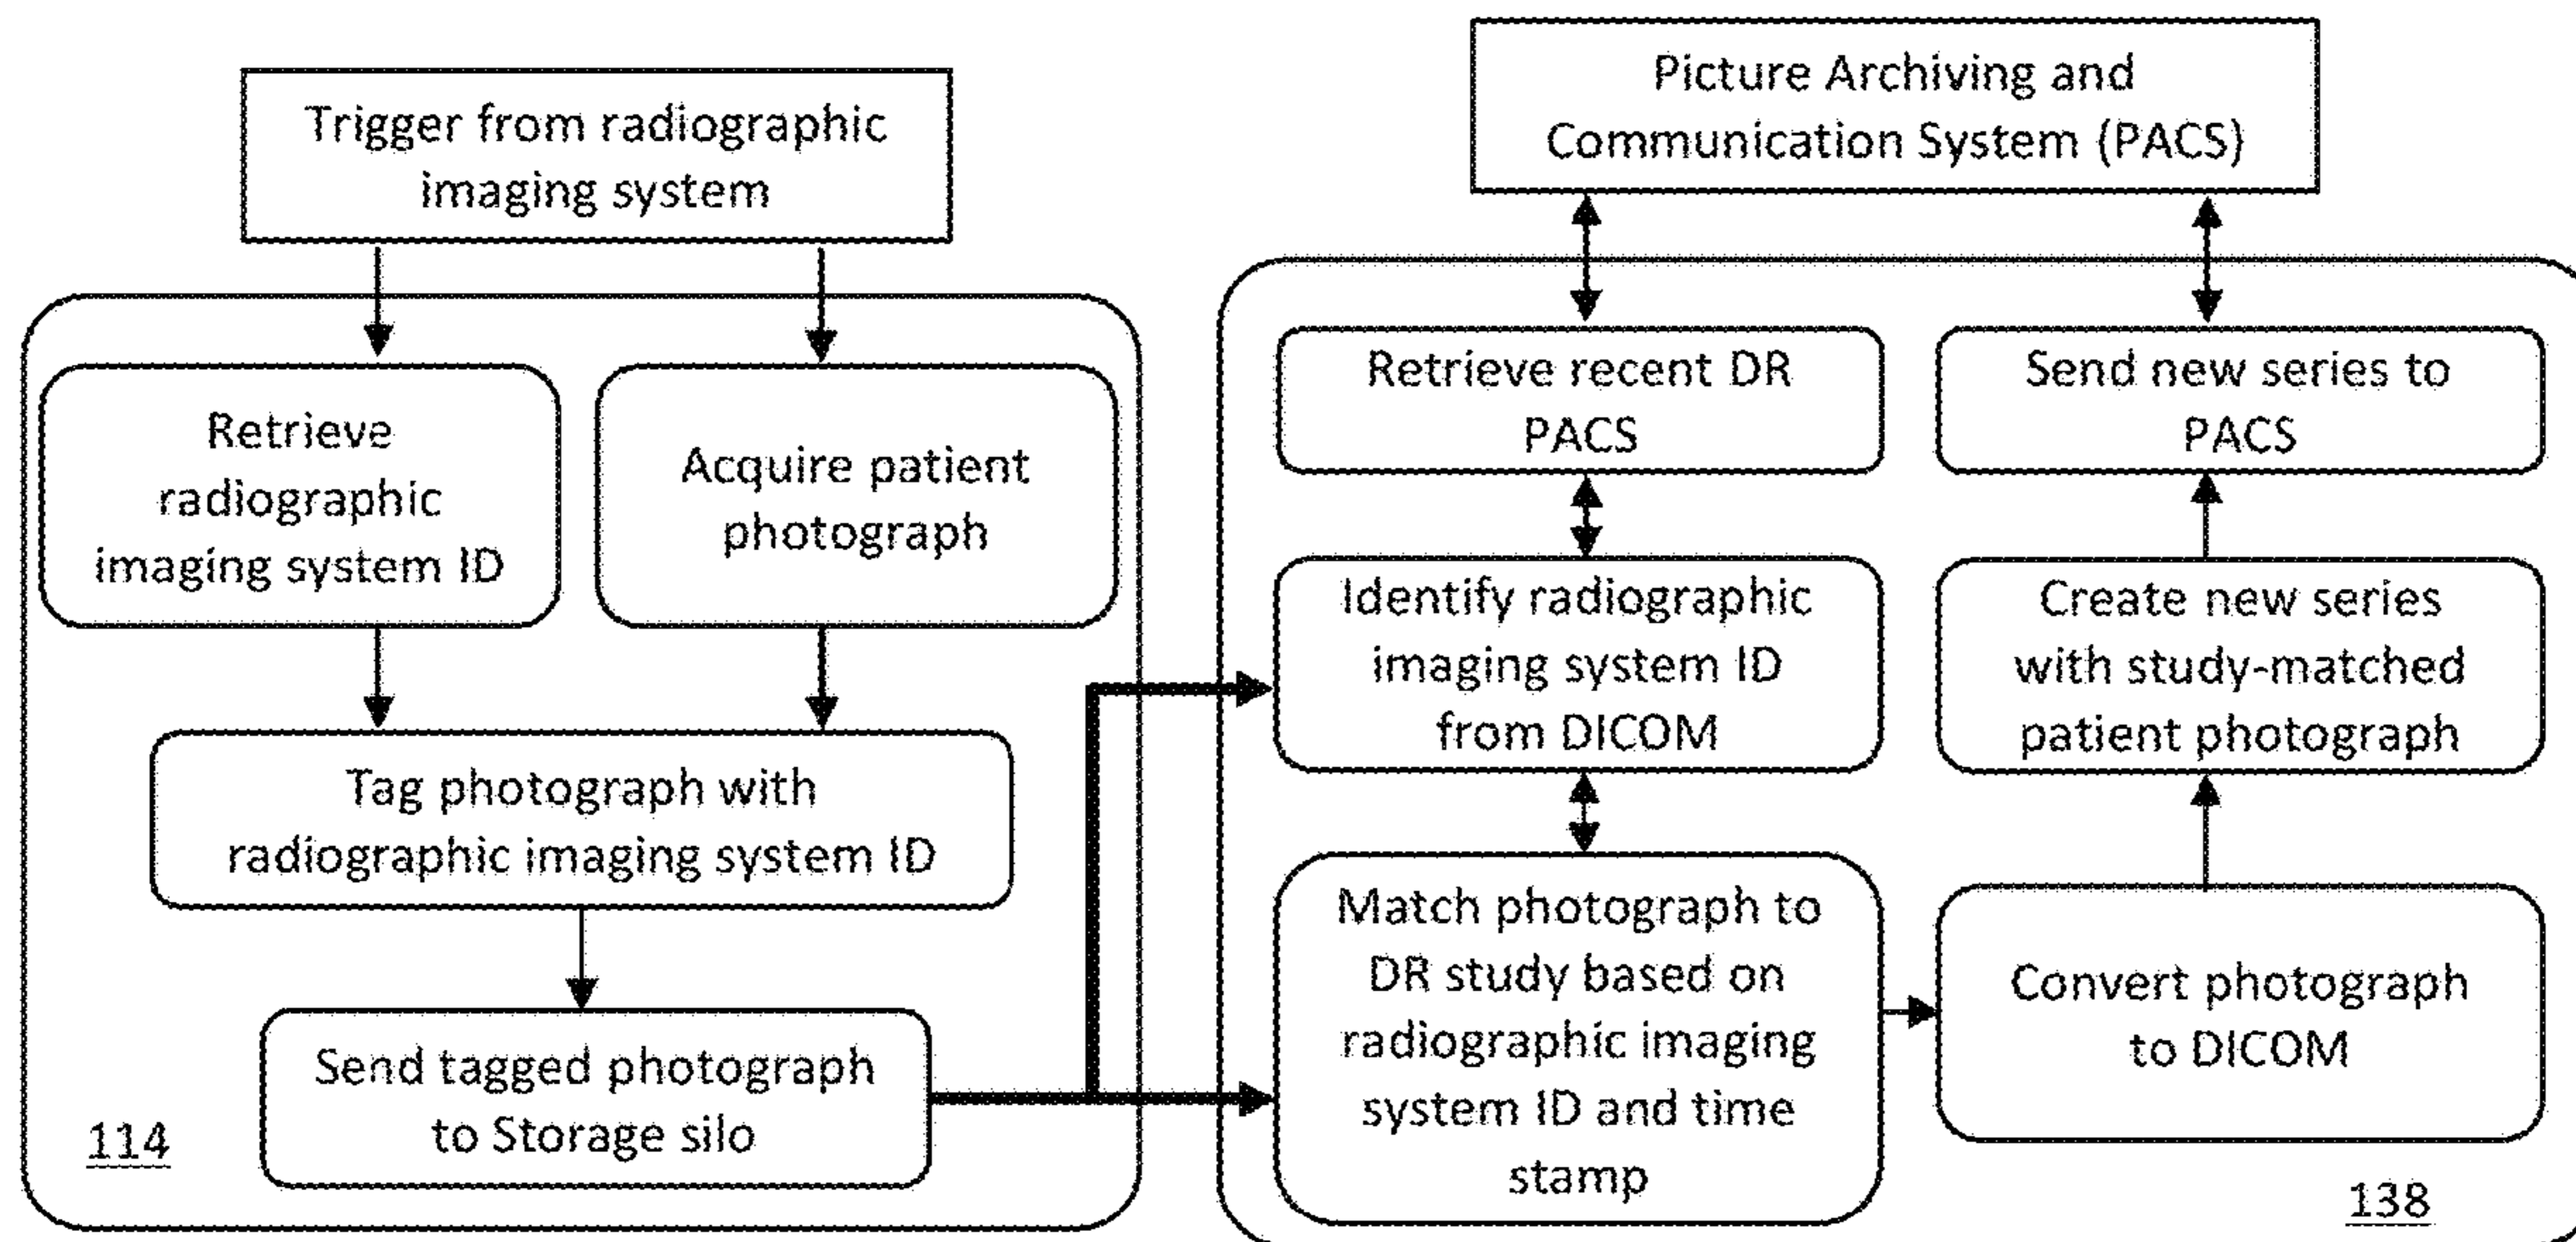 Trigger from radiographic
imaging system
Retrieve
radiographic
imaging system ID
Acquire patient
photograph
Tag photograph with
radiographic imaging system ID
Send tagged photograph
to Storage silo
114
Picture Archiving and
Communication System (PACS)
Retrieve recent DR
PACS
Identify radiographic
imaging system ID
from DICOM
Match photograph to
DR study based on
radiographic imaging
system ID and time
stamp
Send new series to
PACS
Create new series
with study-matched
patient photograph
Convert photograph
to DICOM
138